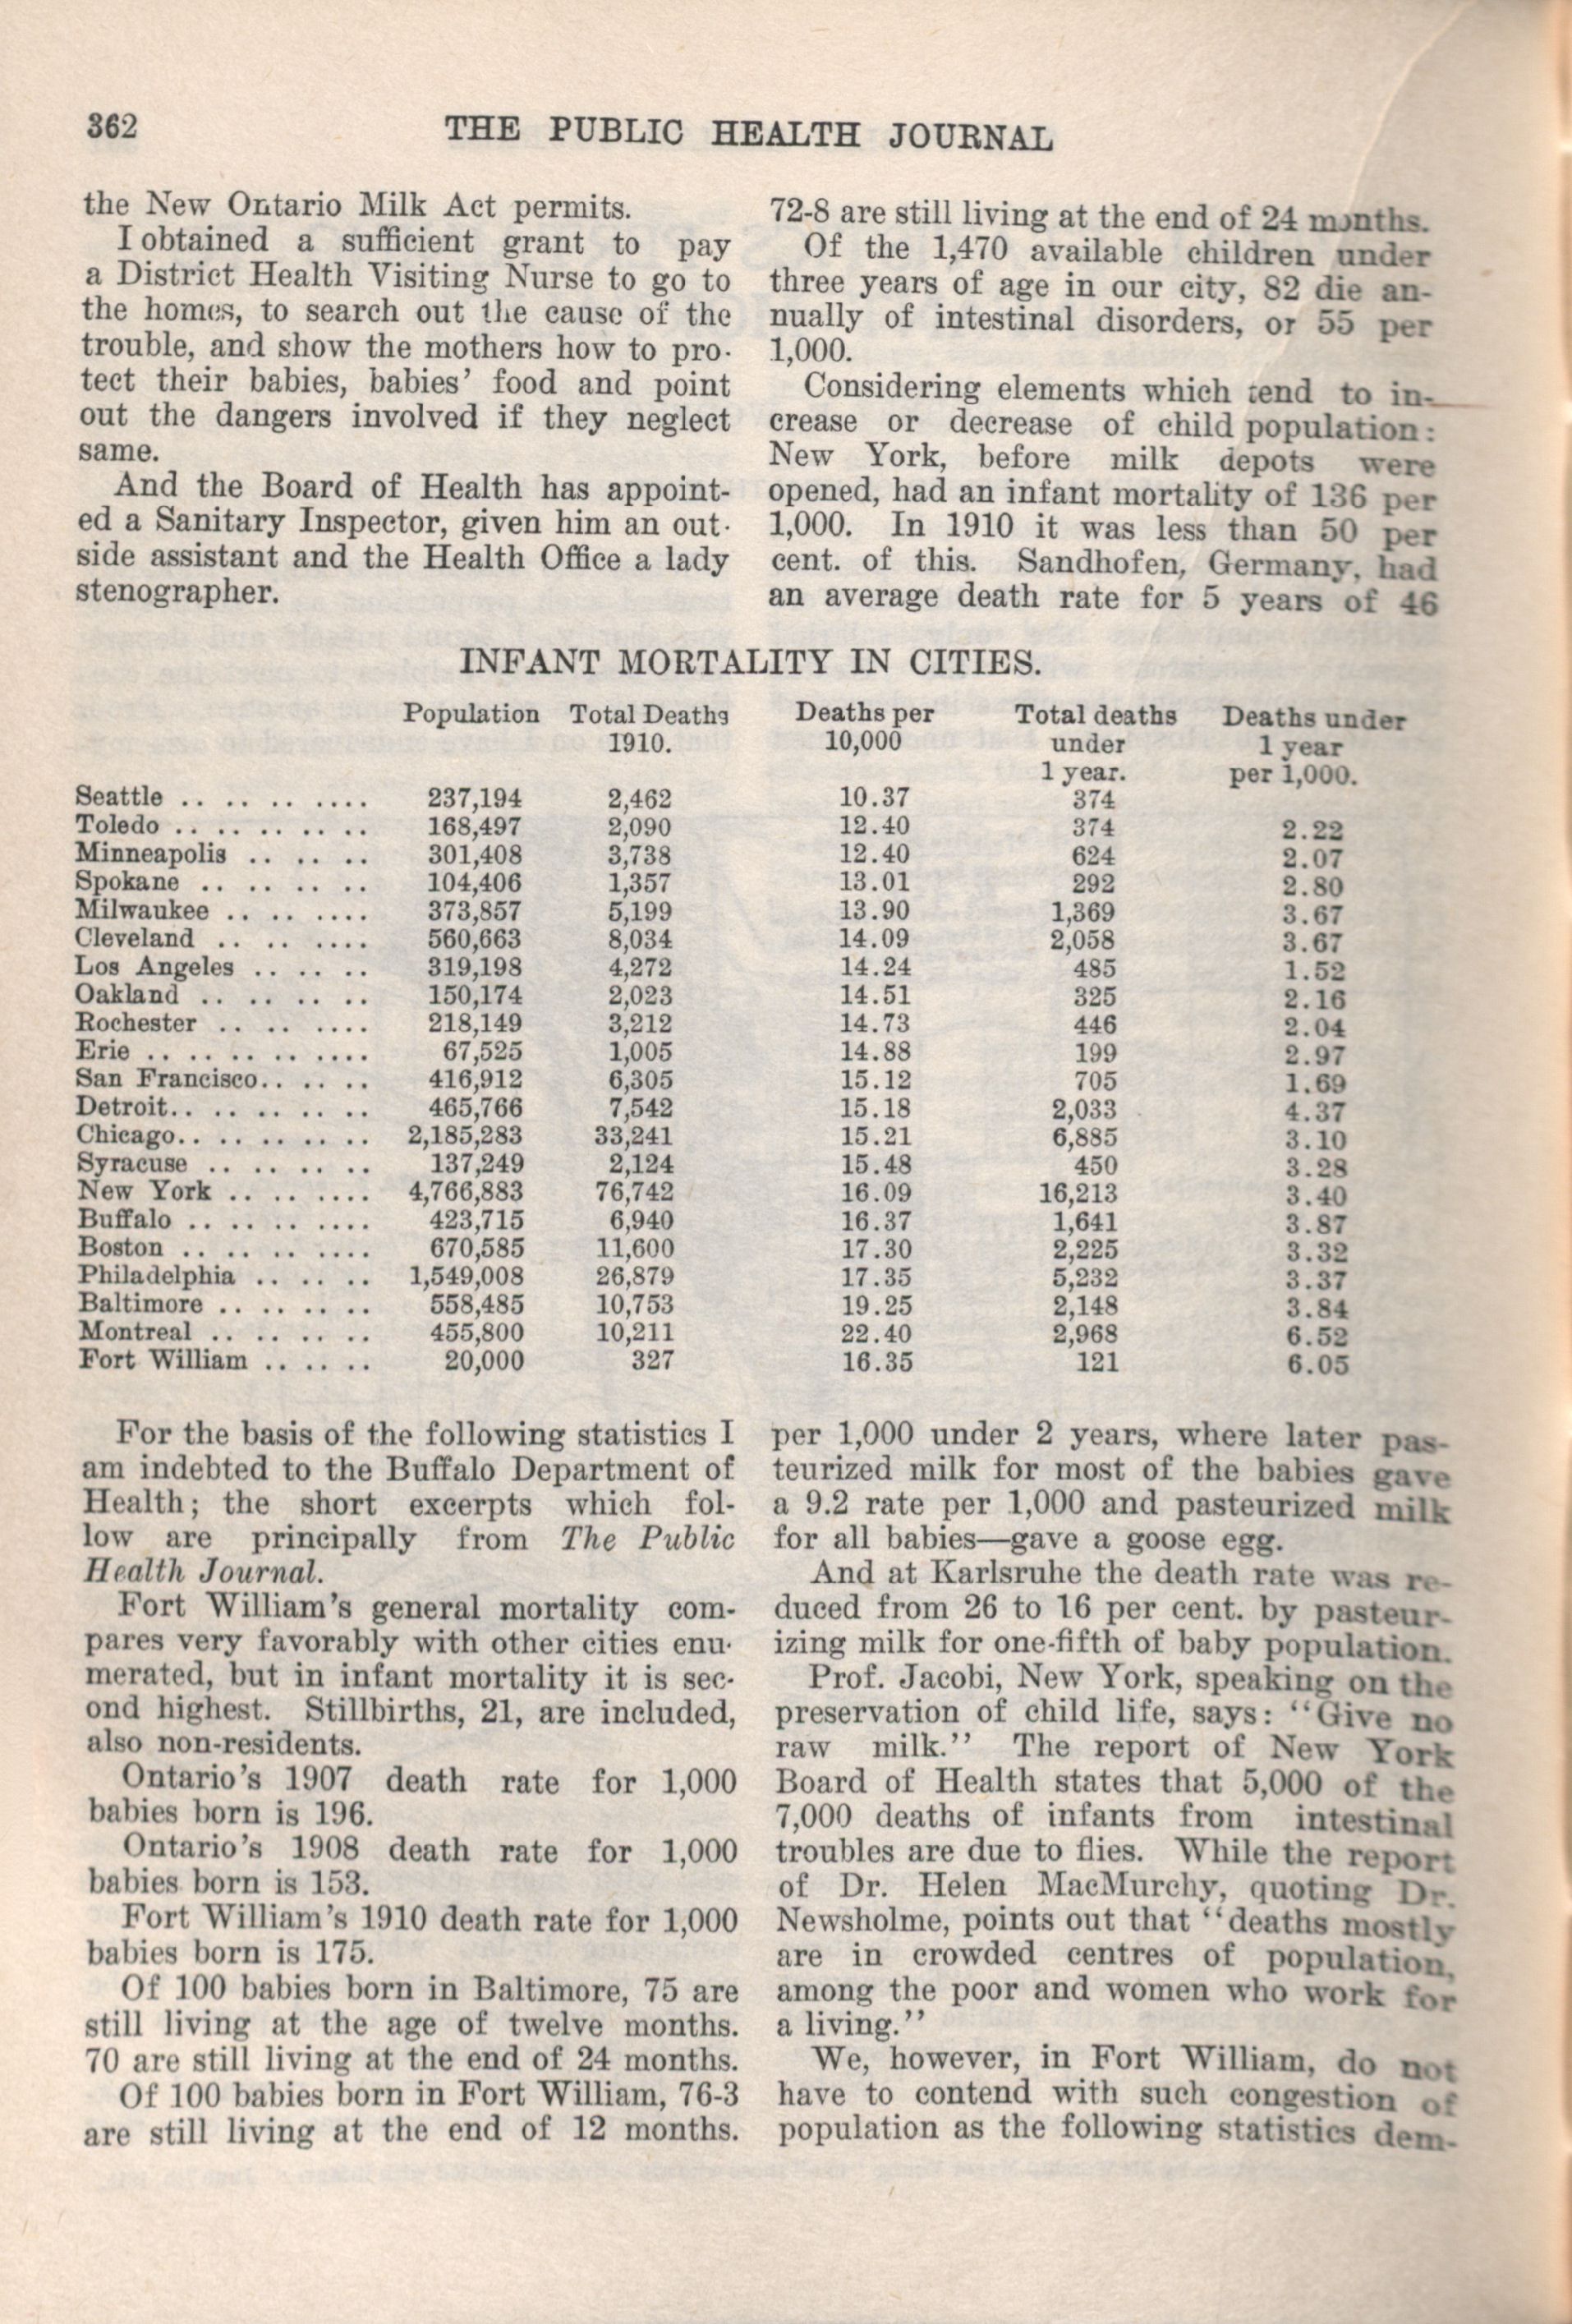 362
THE PUBLIC HEALTH JOURNAL
the New Ontario Milk Act permits.
I obtained a sufficient grant to pay
a District Health Visiting Nurse to go to
the homes, to search out the cause of the
trouble, and show the mothers how to pro-
tect their babies, babies' food and point
out the dangers involved if they neglect
same.
And the Board of Health has appoint-
ed a Sanitary Inspector, given him an out-
side assistant and the Health Office a lady
stenographer.
72-8 are still living at the end of 24 months.
Of the 1,470 available children under
three years of age in our city, 82 die an-
nually of intestinal disorders, or 55 per
1,000.
Considering elements which tend to in-
crease or decrease of child population:
New York, before milk depots were
opened, had an infant mortality of 136 per
1,000. In 1910 it was less than 50 per
cent. of this. Sandhofen, Germany, had
an average death rate for 5 years of 46
INFANT MORTALITY IN CITIES.
Population Total Deaths Deaths per Total deaths Deaths under
1910. 10,000 under 1 year
1 year. per 1,000.
Seattle .. .. .. .... 237,194 2,462 10.37 374
Toledo .. .. .. .. .. 168,497 2,090 12.40 374 2.22
Minneapolis .. .. .. 301,408 3,738 12.40 624 2.07
Spokane .. .. .. .. 104,406 1,357 13.01 292 2.80
Milwaukee .. .. .... 373,857 5,199 13.90 1,369 3.67
Cleveland .. .. .... 560,663 8,034 14.09 2,058 3.67
Los Angeles .. .. .. 319,198 4,272 14.24 485 1.52
Oakland .. .. .. .. 150,174 2,023 14.51 325 2.16
Rochester .. .. .... 218,149 3,212 14.73 446 2.04
Erie .. .. .. .. .... 67,525 1,005 14.88 199 2.97
San Francisco.. .. .. 416,912 6,305 15.12 705 1.69
Detroit.. .. .. .. .. 465,766 7,542 15.18 2,033 4.37
Chicago.. .. .. .. .. 2,185,283 33,241 15.21 6,885 3.10
Syracuse .. .. .. .. 137,249 2,124 15.48 450 3.28
New York .. .. .... 4,766,883 76,742 16.09 16,213 3.40
Buffalo .. .. .. .... 423,715 6,940 16.37 1,641 3.87
Boston .. .. .. .... 670,585 11,600 17.30 2,225 3.32
Philadelphia .. .. .. 1,549,008 26,879 17.35 5,232 3.37
Baltimore .. .. .. .. 558,485 10,753 19.25 2,148 3.84
Montreal .. .. .. .. 455,800 10,211 22.40 2,968 6.52
Fort William .. .. .. 20,000 327 16.35 121 6.05
For the basis of the following statistics I
am indebted to the Buffalo Department of
Health; the short excerpts which fol-
low are principally from The Public
Health Journal.
Fort William's general mortality com-
pares very favorably with other cities enu-
merated, but in infant mortality it is sec-
ond highest. Stillbirths, 21, are included,
also non-residents.
Ontario's 1907 death rate for 1,000
babies born is 196.
Ontario's 1908 death rate for 1,000
babies born is 153.
Fort William's 1910 death rate for 1,000
babies born is 175.
Of 100 babies born in Baltimore, 75 are
still living at the age of twelve months.
70 are still living at the end of 24 months.
Of 100 babies born in Fort William, 76-3
are still living at the end of 12 months.
per 1,000 under 2 years, where later pas-
teurized milk for most of the babies gave
a 9.2 rate per 1,000 and pasteurized milk
for all babies—gave a goose egg.
And at Karlsruhe the death rate was re-
duced from 26 to 16 per cent. by pasteur-
izing milk for one-fifth of baby population.
Prof. Jacobi, New York, speaking on the
preservation of child life, says: "Give no
raw milk." The report of New York
Board of Health states that 5,000 of the
7,000 deaths of infants from intestinal
troubles are due to flies. While the report
of Dr. Helen MacMurchy, quoting Dr.
Newsholme, points out that "deaths mostly
are in crowded centres of population,
among the poor and women who work for
a living."
We, however, in Fort William, do not
have to contend with such congestion of
population as the following statistics dem-